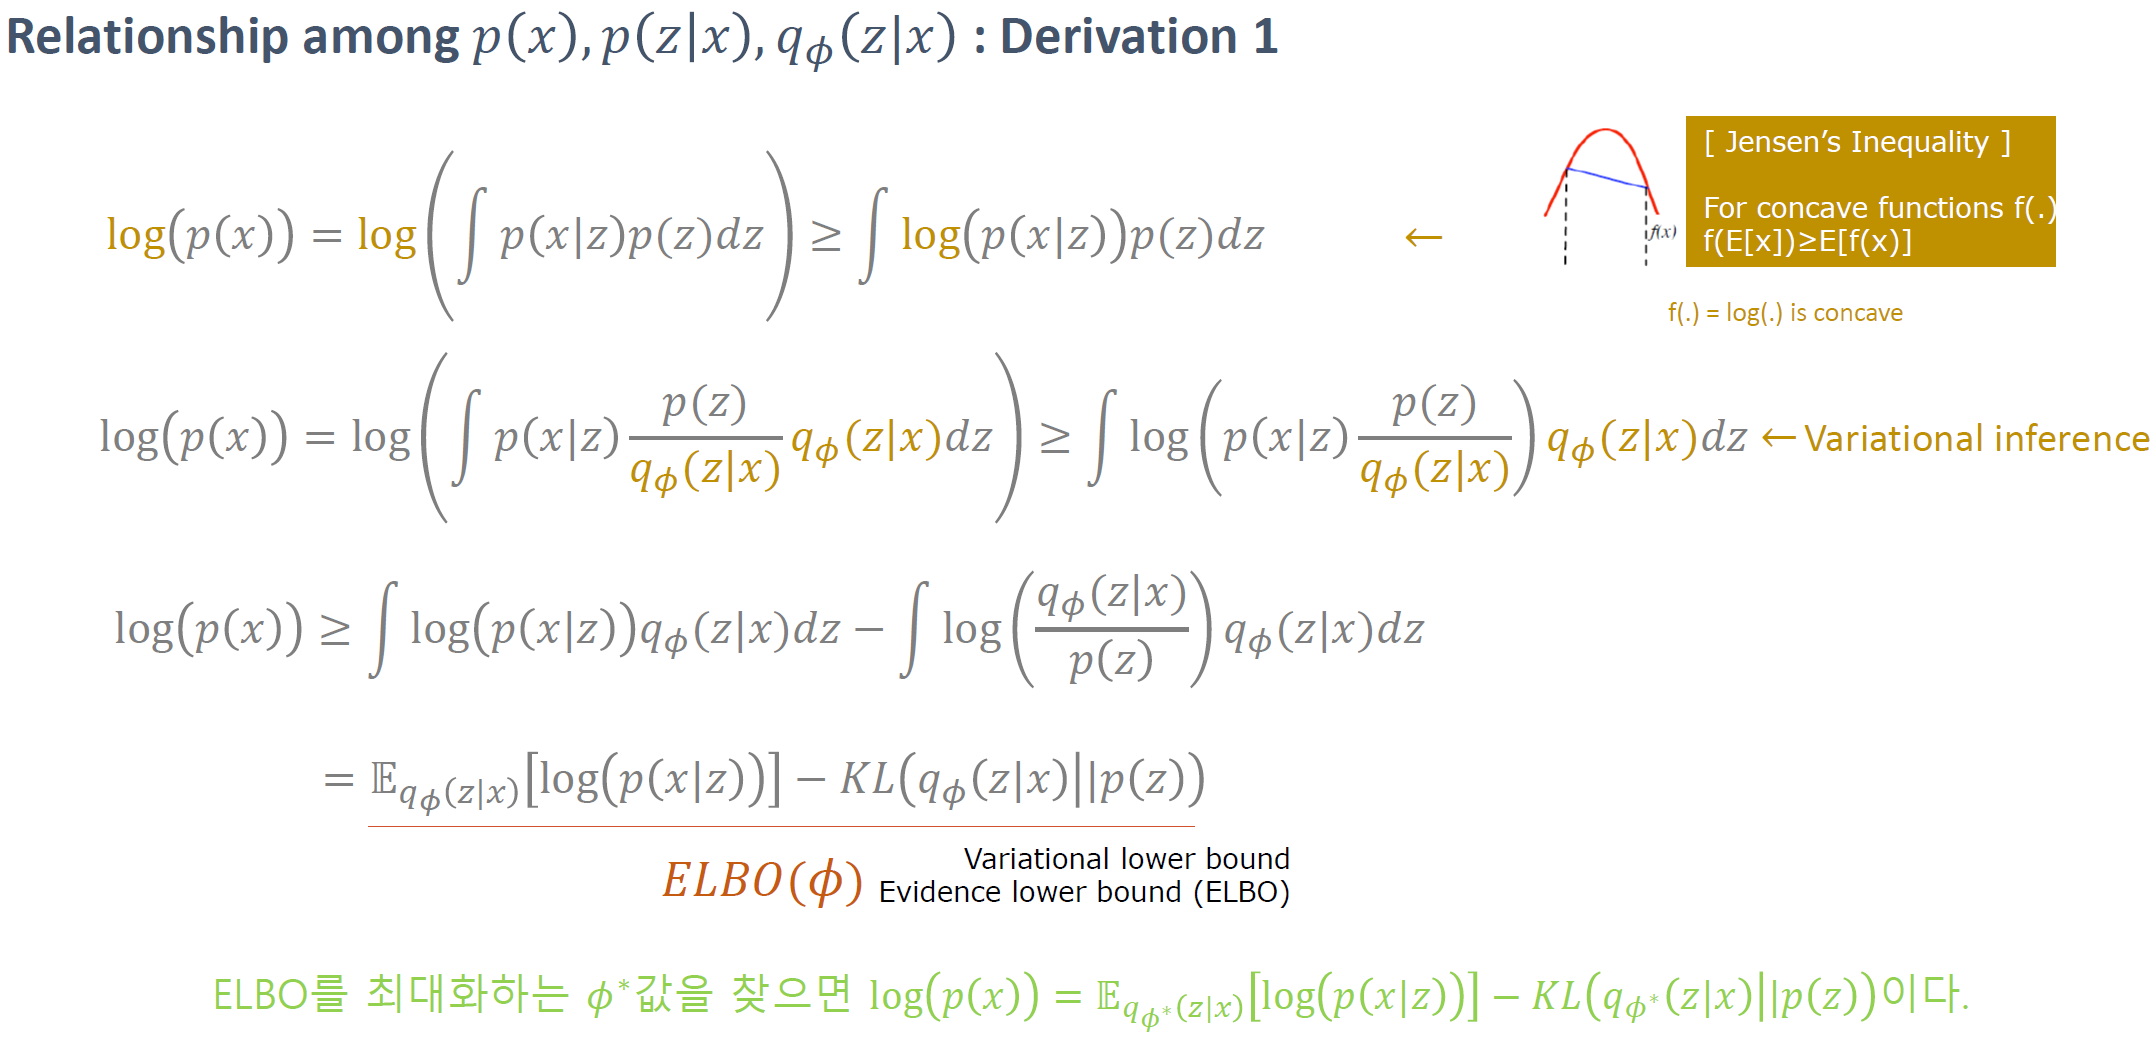 Relationship among p(x), p(z|x), q_ϕ(z|x) : Derivation 1
[ Jensen's Inequality ]
For concave functions f(.)
f(E[x])≥E[f(x)]
f(x)
log(p(x)) = log(∫ p(x|z)p(z)dz) ≥ ∫ log(p(x|z))p(z)dz ←
f(.) = log(.) is concave
log(p(x)) = log(∫ p(x|z) p(z)/q_ϕ(z|x) q_ϕ(z|x)dz) ≥ ∫ log(p(x|z) p(z)/q_ϕ(z|x)) q_ϕ(z|x)dz ← Variational inference
log(p(x)) ≥ ∫ log(p(x|z))q_ϕ(z|x)dz − ∫ log(q_ϕ(z|x)/p(z)) q_ϕ(z|x)dz
= 𝔼_{q_ϕ(z|x)}[log(p(x|z))] − KL(q_ϕ(z|x)||p(z))
ELBO(ϕ)
Variational lower bound
Evidence lower bound (ELBO)
ELBO를 최대화하는 ϕ*값을 찾으면 log(p(x)) = 𝔼_{q_ϕ*(z|x)}[log(p(x|z))] − KL(q_ϕ*(z|x)||p(z))이다.